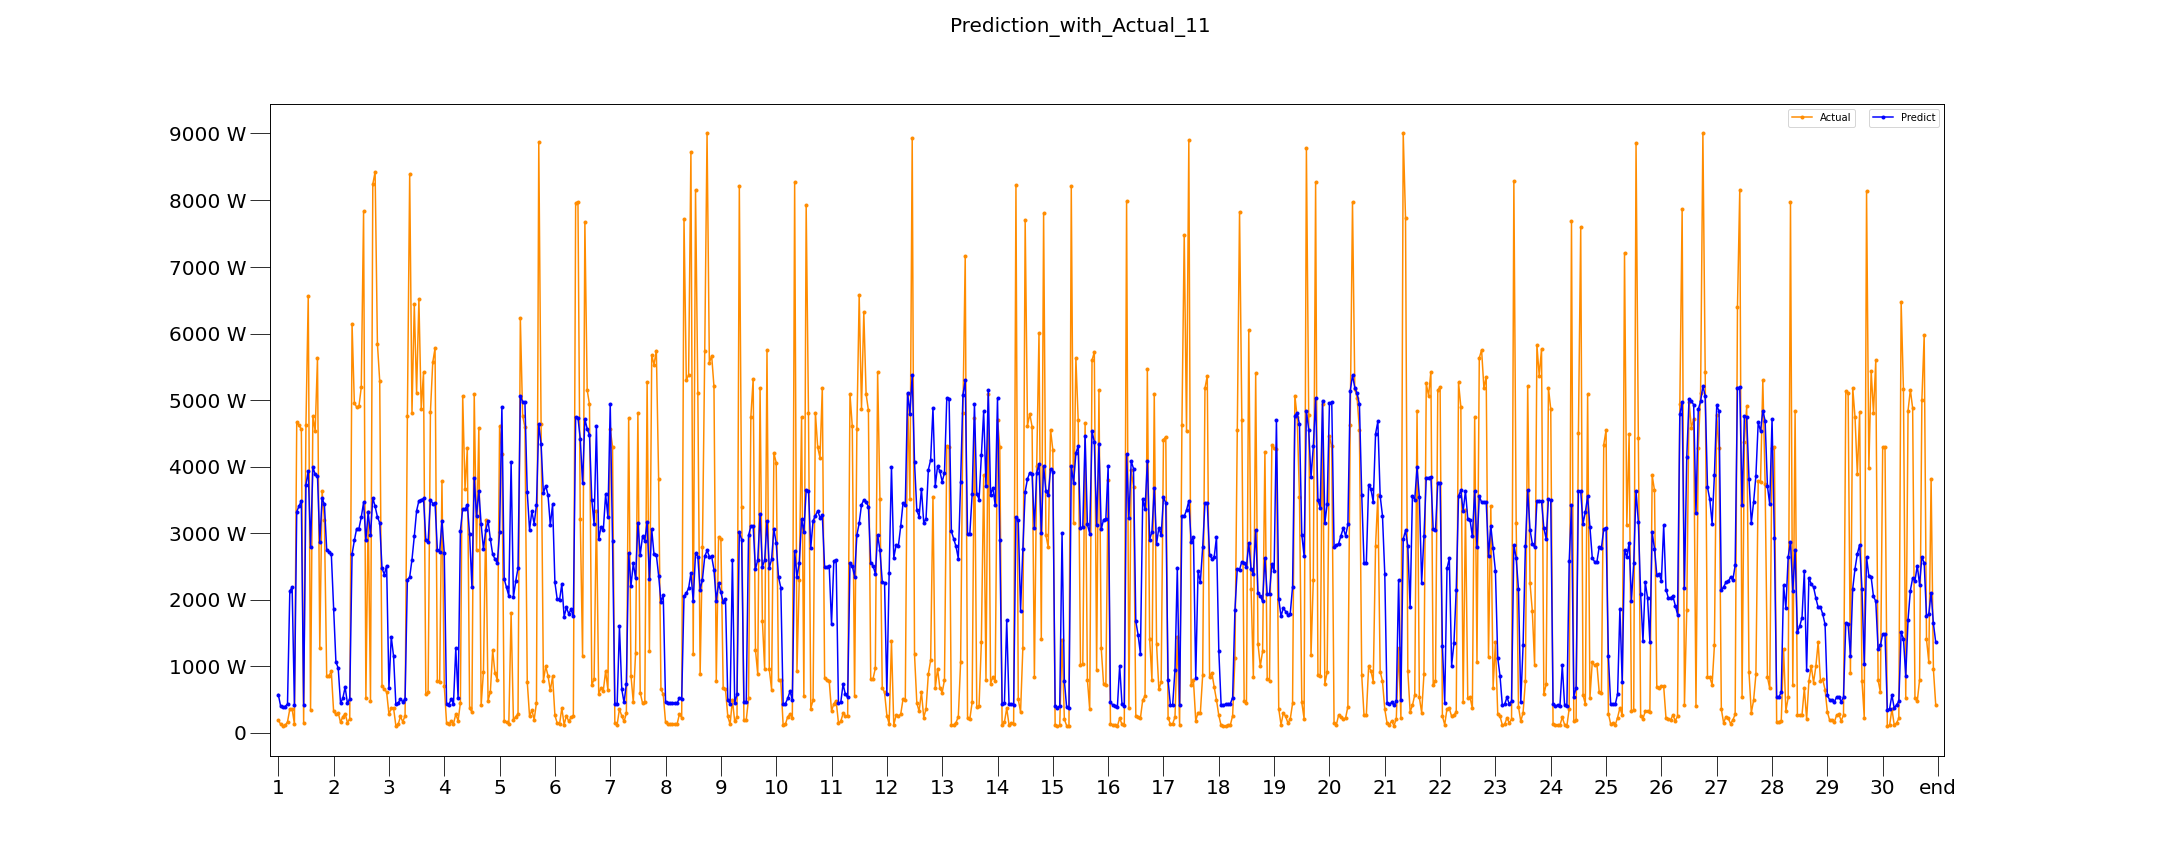 Prediction_with_Actual_11
Actual Predict
9000 W
8000 W
7000 W
6000 W
5000 W
4000 W
3000 W
2000 W
1000 W
0
1 2 3 4 5 6 7 8 9 10 11 12 13 14 15 16 17 18 19 20 21 22 23 24 25 26 27 28 29 30 end